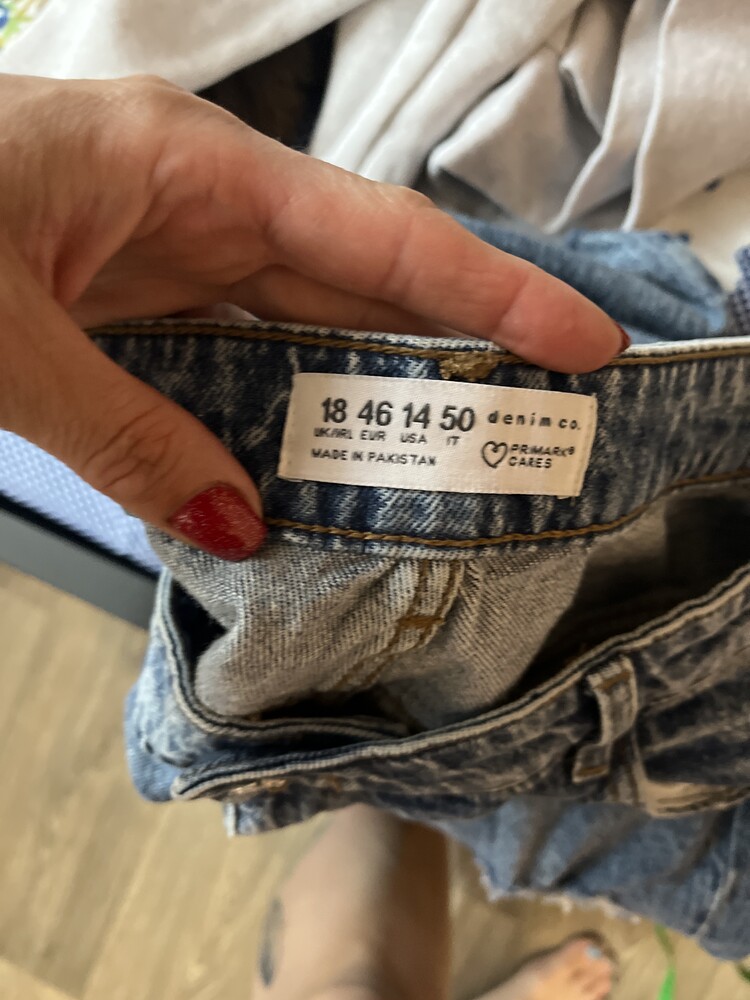 18 46 14 50 denim co.
UK/IRL EUR USA IT
MADE IN PAKISTAN
PRIMARK®
CARES